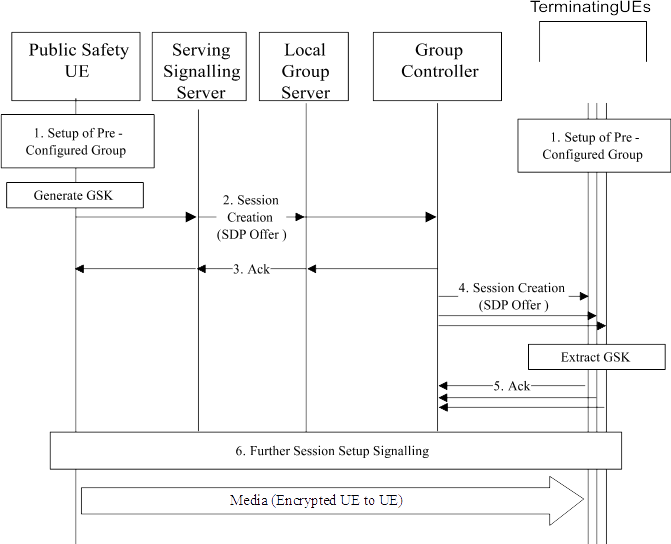 TerminatingUEs
Public Safety
UE
Serving
Signalling
Server
Local
Group
Server
Group
Controller
1. Setup of Pre -
Configured Group
1. Setup of Pre -
Configured Group
Generate GSK
2. Session
Creation
(SDP Offer )
3. Ack
4. Session Creation
(SDP Offer )
Extract GSK
5. Ack
6. Further Session Setup Signalling
Media (Encrypted UE to UE)